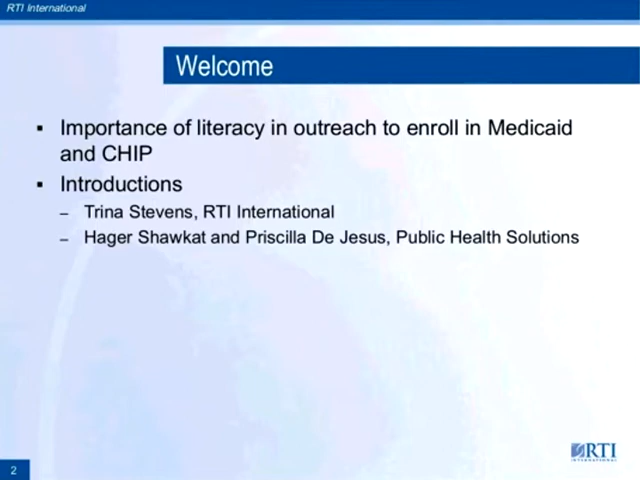 RTI International
Welcome
▪ Importance of literacy in outreach to enroll in Medicaid
and CHIP
▪ Introductions
– Trina Stevens, RTI International
– Hager Shawkat and Priscilla De Jesus, Public Health Solutions
RTI
INTERNATIONAL
2